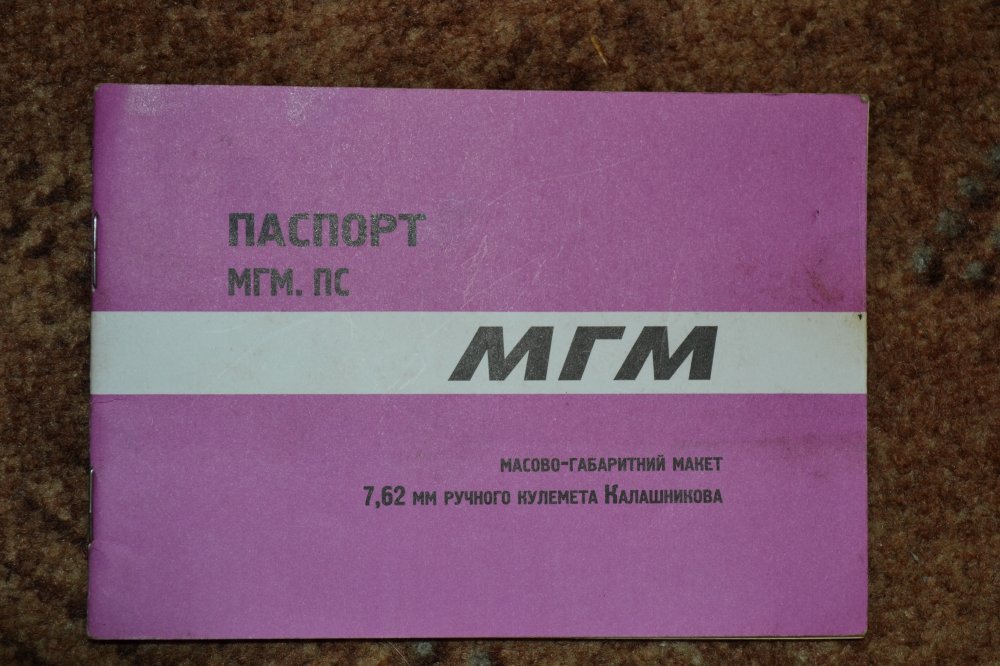 ПАСПОРТ
МГМ. ПС
МГМ
МАСОВО-ГАБАРИТНИЙ МАКЕТ
7,62 ММ РУЧНОГО КУЛЕМЕТА КАЛАШНИКОВА